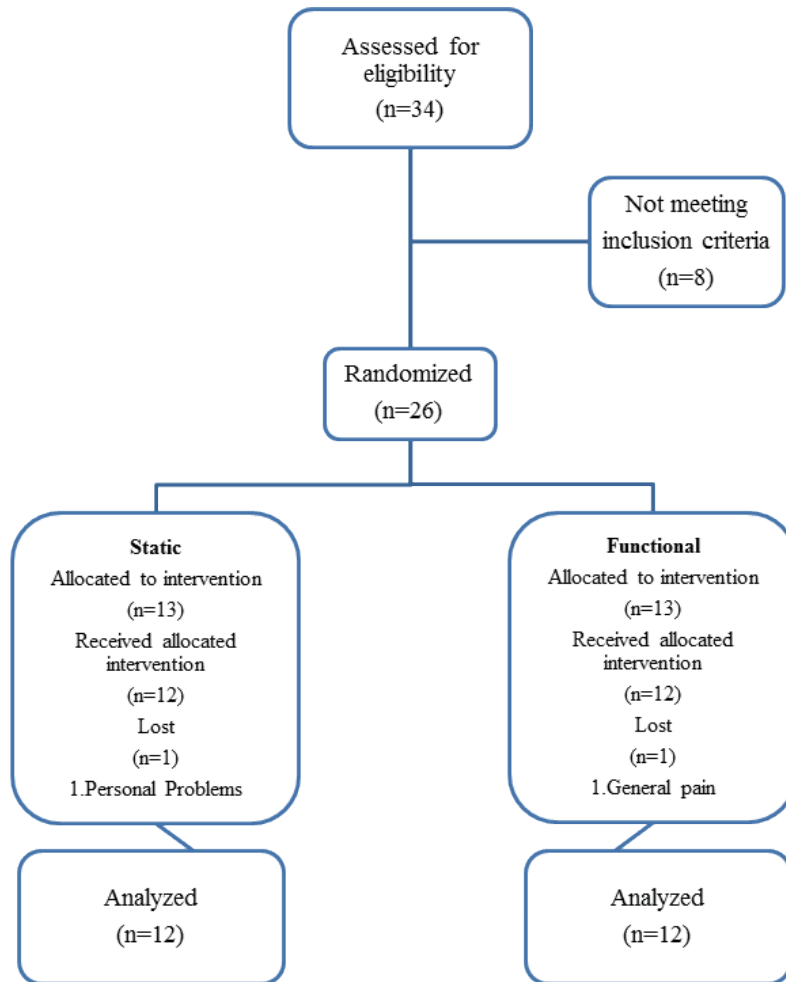 Assessed for
eligibility
(n=34)
Not meeting
inclusion criteria
(n=8)
Randomized
(n=26)
Static
Allocated to intervention
(n=13)
Received allocated
intervention
(n=12)
Lost
(n=1)
1.Personal Problems
Functional
Allocated to intervention
(n=13)
Received allocated
intervention
(n=12)
Lost
(n=1)
1.General pain
Analyzed
(n=12)
Analyzed
(n=12)